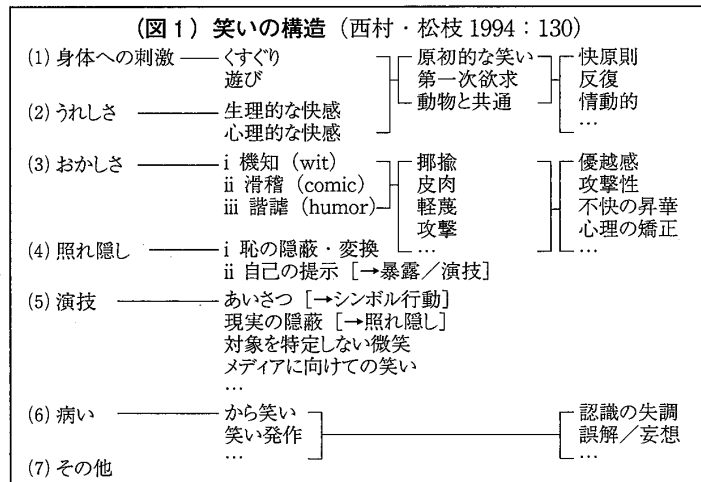 (図1) 笑いの構造 (西村・松枝 1994:130)
(1) 身体への刺激 くすぐり 原初的な笑い 快原則
遊び 第一次欲求 反復
動物と共通 情動的
(2) うれしさ 生理的な快感 …
心理的な快感
(3) おかしさ i 機知 (wit) 揶揄 優越感
ii 滑稽 (comic) 皮肉 攻撃性
iii 諧謔 (humor) 軽蔑 不快の昇華
攻撃 心理の矯正
(4) 照れ隠し i 恥の隠蔽・変換 … …
ii 自己の提示 [→暴露/演技]
(5) 演技 あいさつ [→シンボル行動]
現実の隠蔽 [→照れ隠し]
対象を特定しない微笑
メディアに向けての笑い
…
(6) 病い から笑い 認識の失調
笑い発作 誤解/妄想
… …
(7) その他